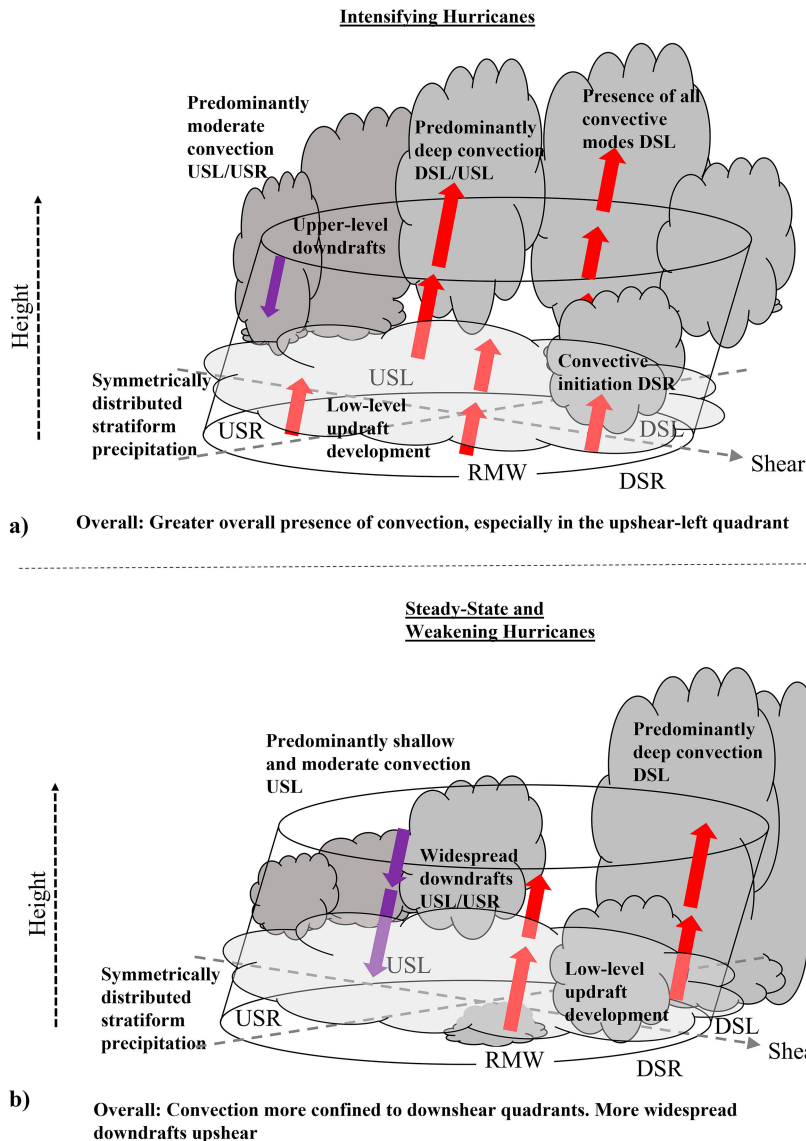 Intensifying Hurricanes
Predominantly
moderate
convection
USL/USR
Predominantly
deep convection
DSL/USL
Presence of all
convective
modes DSL
Upper-level
downdrafts
Height
Symmetrically
distributed
stratiform
precipitation
USL
Convective
initiation DSR
USR
Low-level
updraft
development
DSL
RMW
DSR
Shear
a)
Overall: Greater overall presence of convection, especially in the upshear-left quadrant
Steady-State and
Weakening Hurricanes
Predominantly shallow
and moderate convection
USL
Predominantly
deep convection
DSL
Widespread
downdrafts
USL/USR
Height
Symmetrically
distributed
stratiform
precipitation
USL
Low-level
updraft
development
USR
DSL
RMW
DSR
Shea
b)
Overall: Convection more confined to downshear quadrants. More widespread
downdrafts upshear